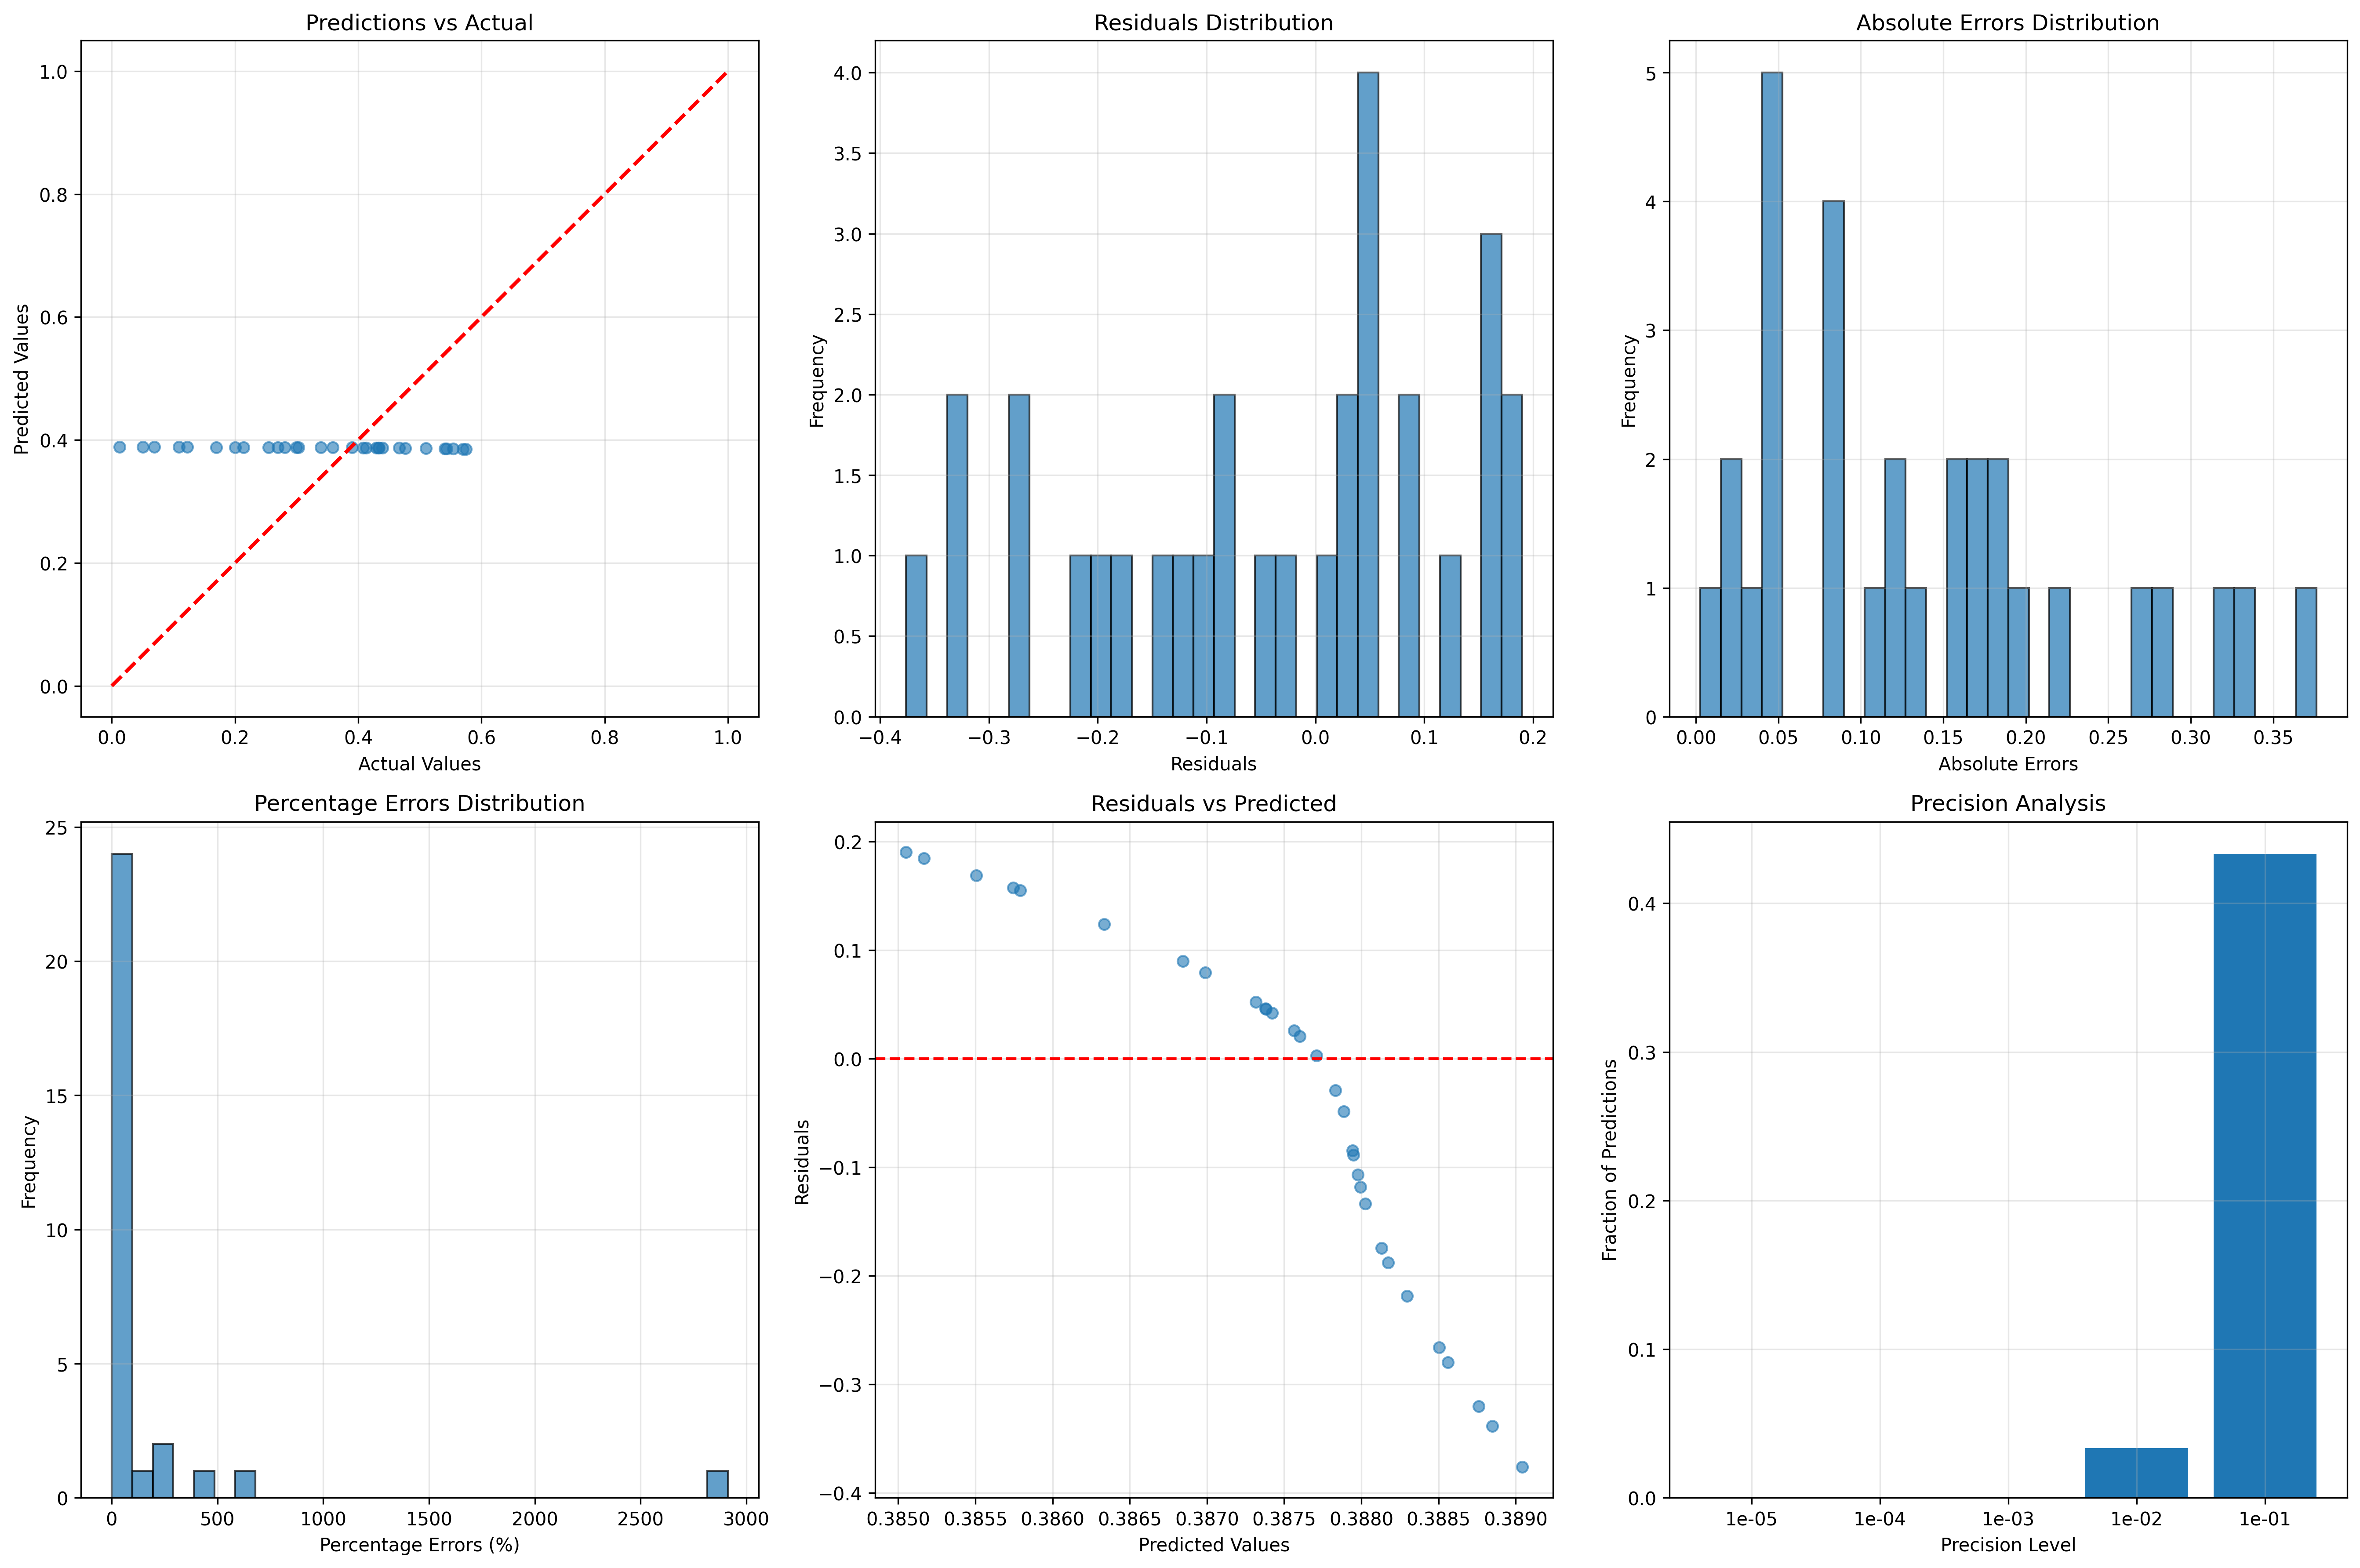 Predictions vs Actual
Predicted Values
1.0
0.8
0.6
0.4
0.2
0.0
0.0 0.2 0.4 0.6 0.8 1.0
Actual Values
Residuals Distribution
Frequency
4.0
3.5
3.0
2.5
2.0
1.5
1.0
0.5
0.0
−0.4 −0.3 −0.2 −0.1 0.0 0.1 0.2
Residuals
Absolute Errors Distribution
Frequency
5
4
3
2
1
0
0.00 0.05 0.10 0.15 0.20 0.25 0.30 0.35
Absolute Errors
Percentage Errors Distribution
Frequency
25
20
15
10
5
0
0 500 1000 1500 2000 2500 3000
Percentage Errors (%)
Residuals vs Predicted
Residuals
0.2
0.1
0.0
−0.1
−0.2
−0.3
−0.4
0.3850 0.3855 0.3860 0.3865 0.3870 0.3875 0.3880 0.3885 0.3890
Predicted Values
Precision Analysis
Fraction of Predictions
0.4
0.3
0.2
0.1
0.0
1e-05 1e-04 1e-03 1e-02 1e-01
Precision Level